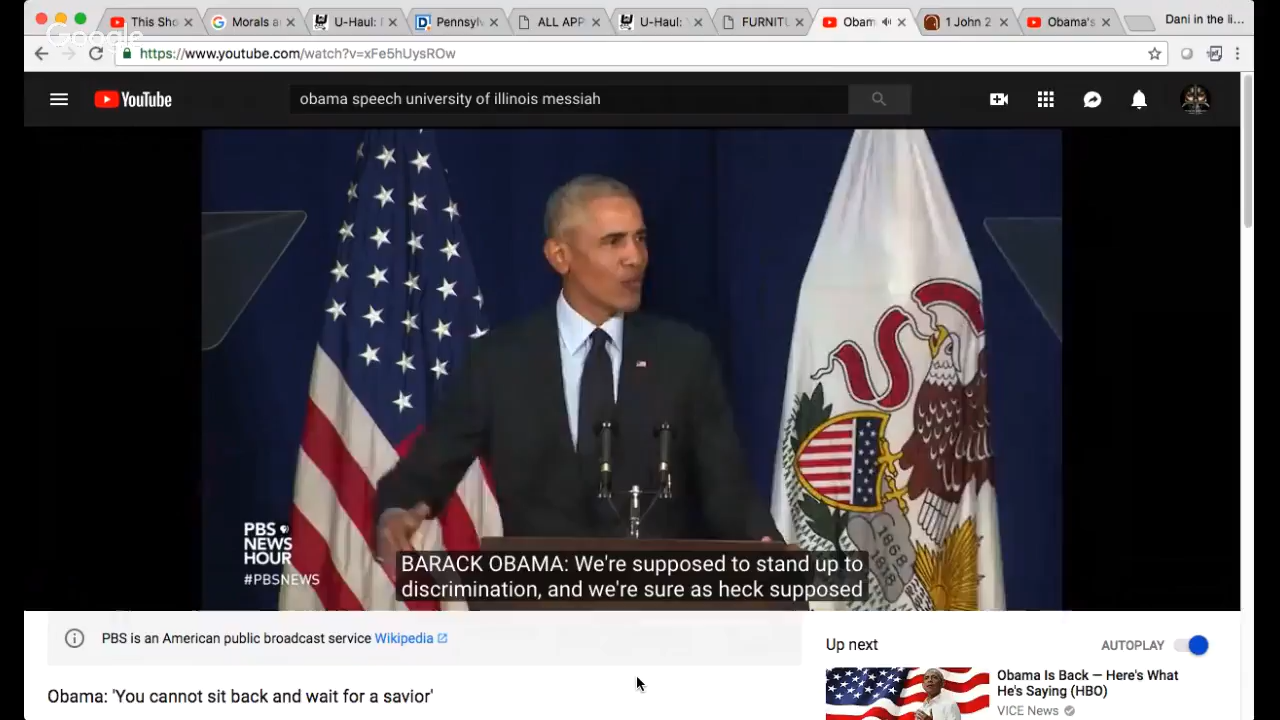 This Sho
Morals a
U-Haul:
Pennsylv
ALL APP
U-Haul:
FURNIT
Obam
1 John 2
Obama's
Dani in the li...
Google
https://www.youtube.com/watch?v=xFe5hUysROw
YouTube
obama speech university of illinois messiah
1868
1818
PBS
NEWS
HOUR
#PBSNEWS
BARACK OBAMA: We're supposed to stand up to
discrimination, and we're sure as heck supposed
PBS is an American public broadcast service Wikipedia
Obama: 'You cannot sit back and wait for a savior'
Up next
AUTOPLAY
Obama Is Back — Here's What
He's Saying (HBO)
VICE News